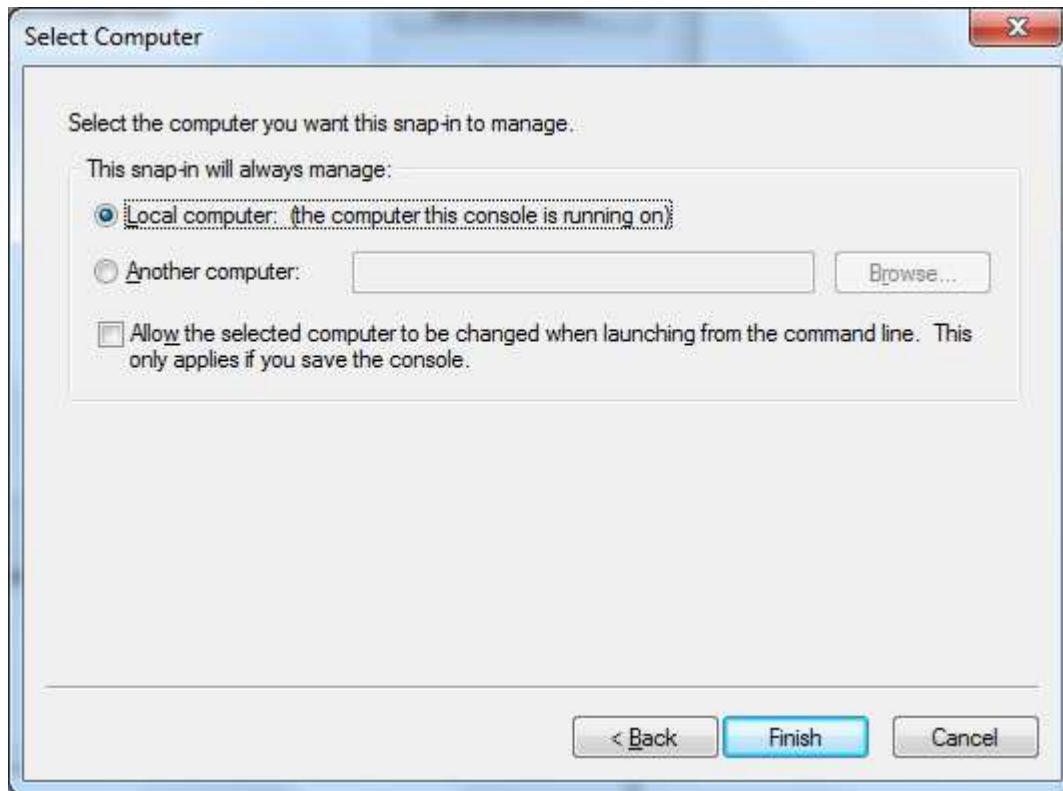 Select Computer
Select the computer you want this snap-in to manage.
This snap-in will always manage:
Local computer: (the computer this console is running on)
Another computer:
Browse...
Allow the selected computer to be changed when launching from the command line. This
only applies if you save the console.
< Back
Finish
Cancel